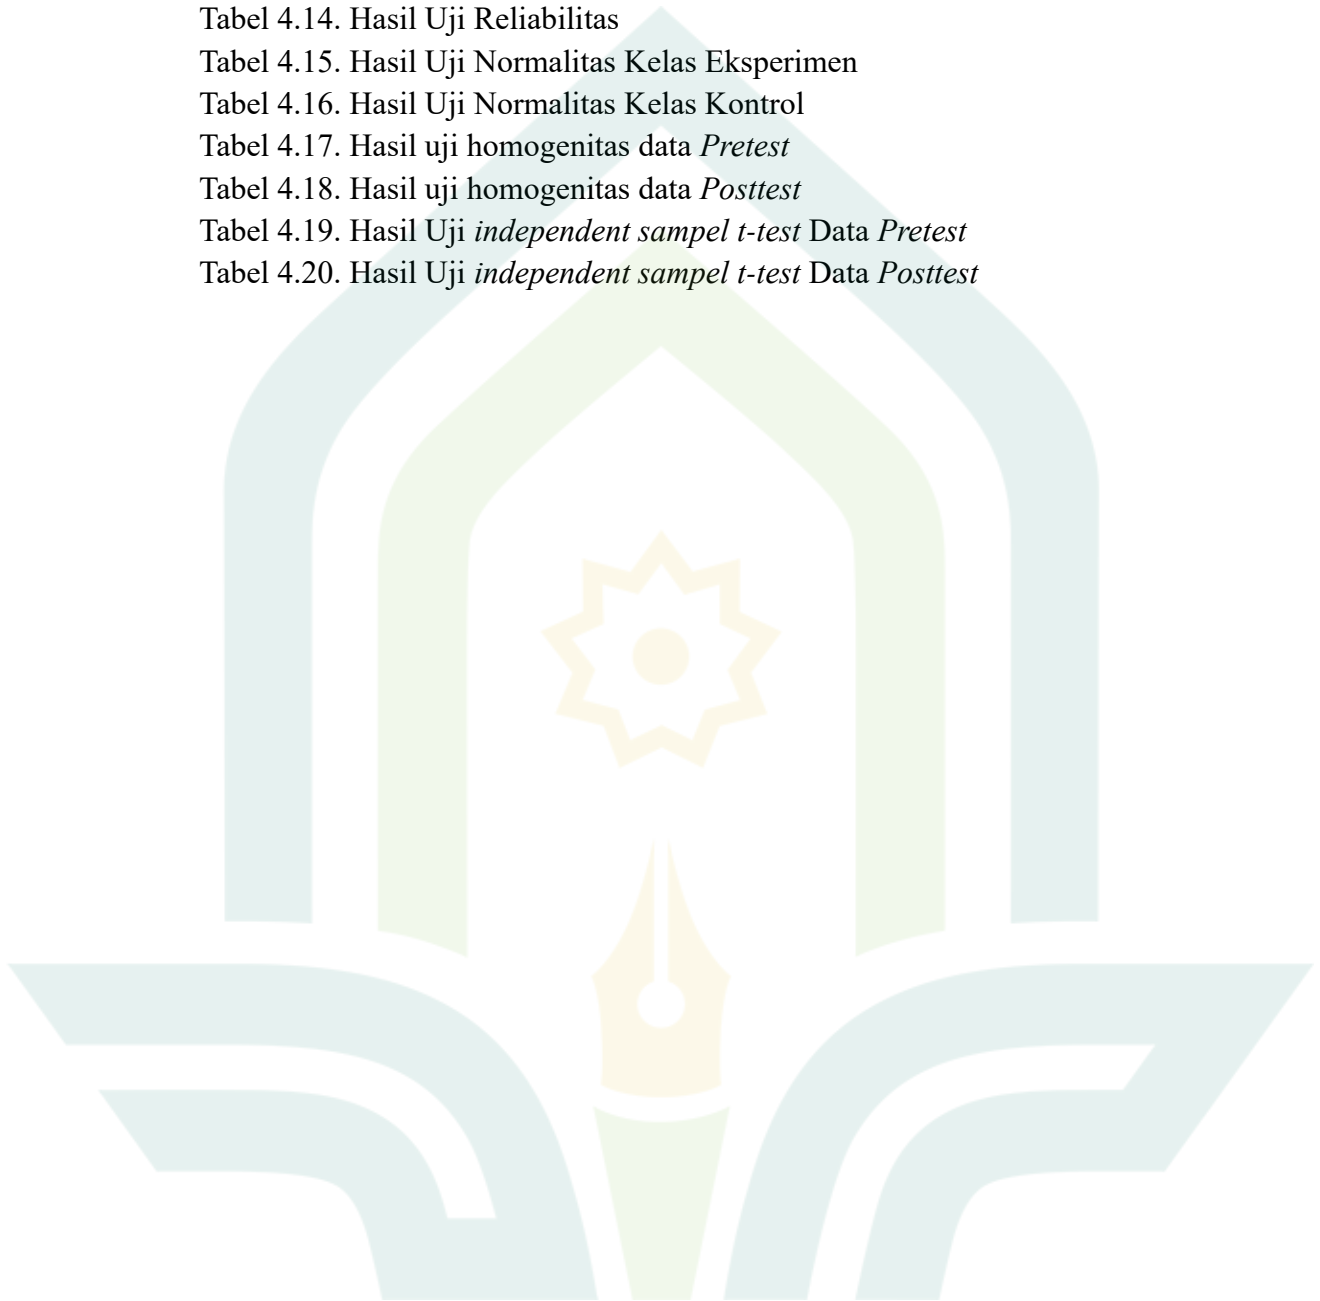 Tabel 4.14. Hasil Uji Reliabilitas
Tabel 4.15. Hasil Uji Normalitas Kelas Eksperimen
Tabel 4.16. Hasil Uji Normalitas Kelas Kontrol
Tabel 4.17. Hasil uji homogenitas data Pretest
Tabel 4.18. Hasil uji homogenitas data Posttest
Tabel 4.19. Hasil Uji independent sampel t-test Data Pretest
Tabel 4.20. Hasil Uji independent sampel t-test Data Posttest